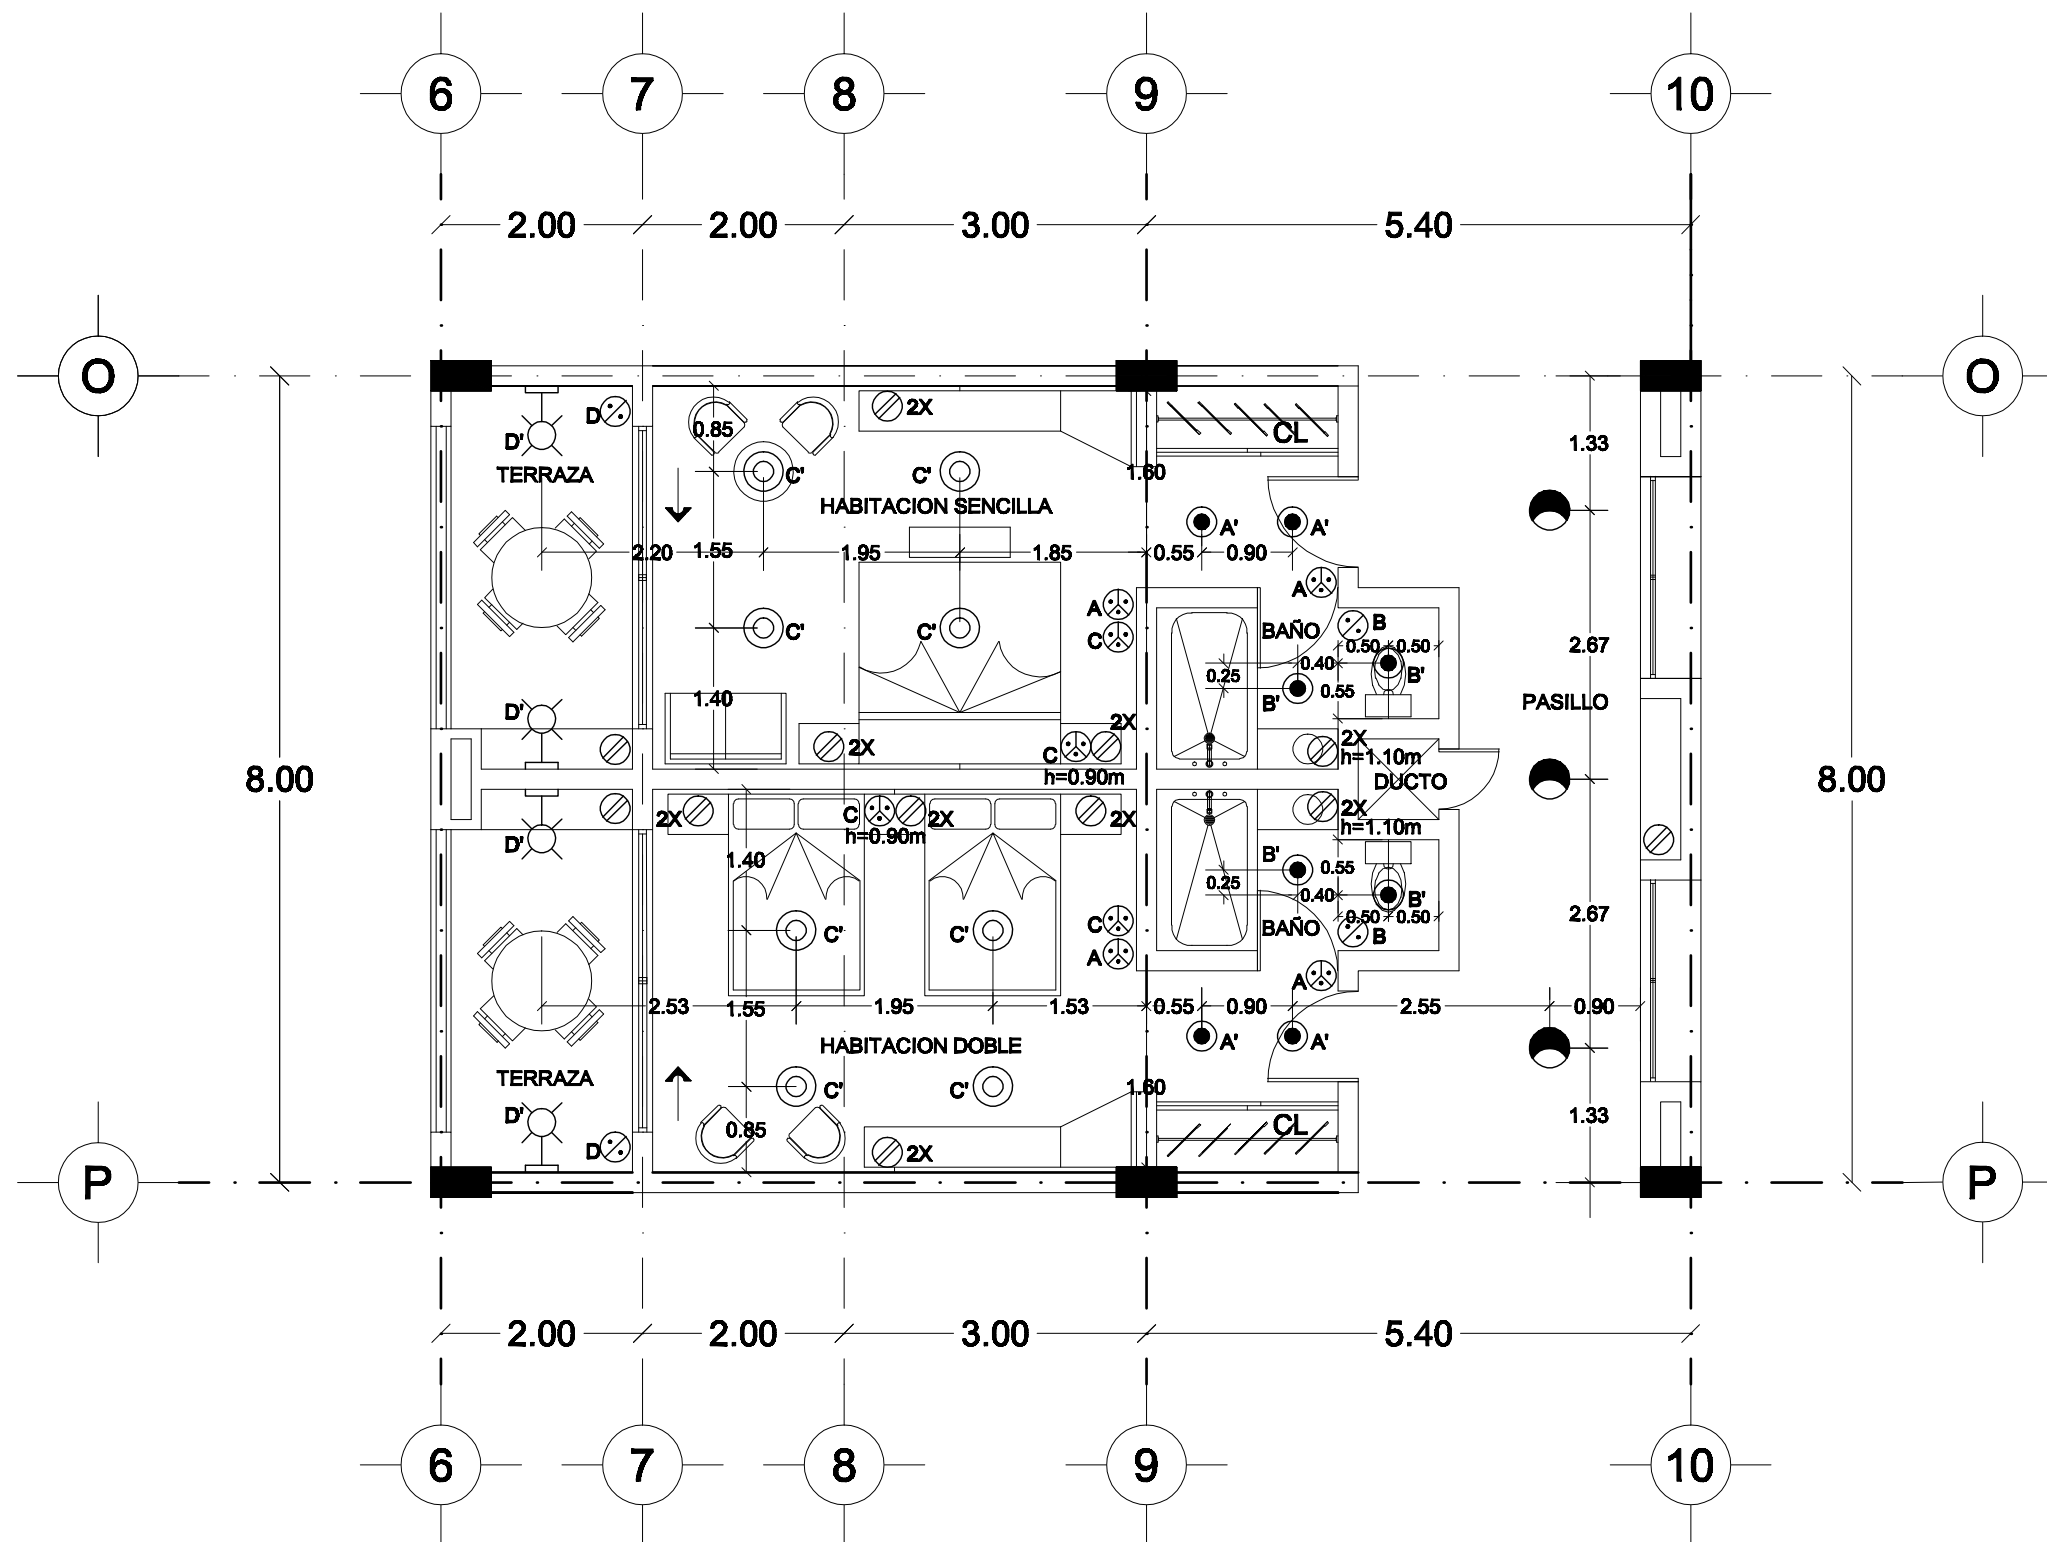 6 7 8 9 10
2.00 2.00 3.00 5.40
O O
D D' 0.85 2X CL 1.33
TERRAZA C' C' 1.60
HABITACION SENCILLA
A' A'
2.20 1.55 1.95 1.85 0.55 0.90
A
A B
C' C' C BAÑO 0.50 0.50 2.67
0.25 0.40 B'
1.40 B' 0.55 PASILLO
D' 2X 2X
2X C h=1.10m
h=0.90m DUCTO
8.00 8.00
2X C 2X 2X 2X
h=0.90m h=1.10m
D' 1.40 B' 0.55
0.25 0.40 B'
C 0.50 0.50 2.67
C' C' BAÑO B
A A
2.53 1.55 1.95 1.53 0.55 0.90 2.55 0.90
HABITACION DOBLE A' A'
TERRAZA C' C' 1.60
D' 0.85 CL 1.33
D 2X
P P
2.00 2.00 3.00 5.40
6 7 8 9 10